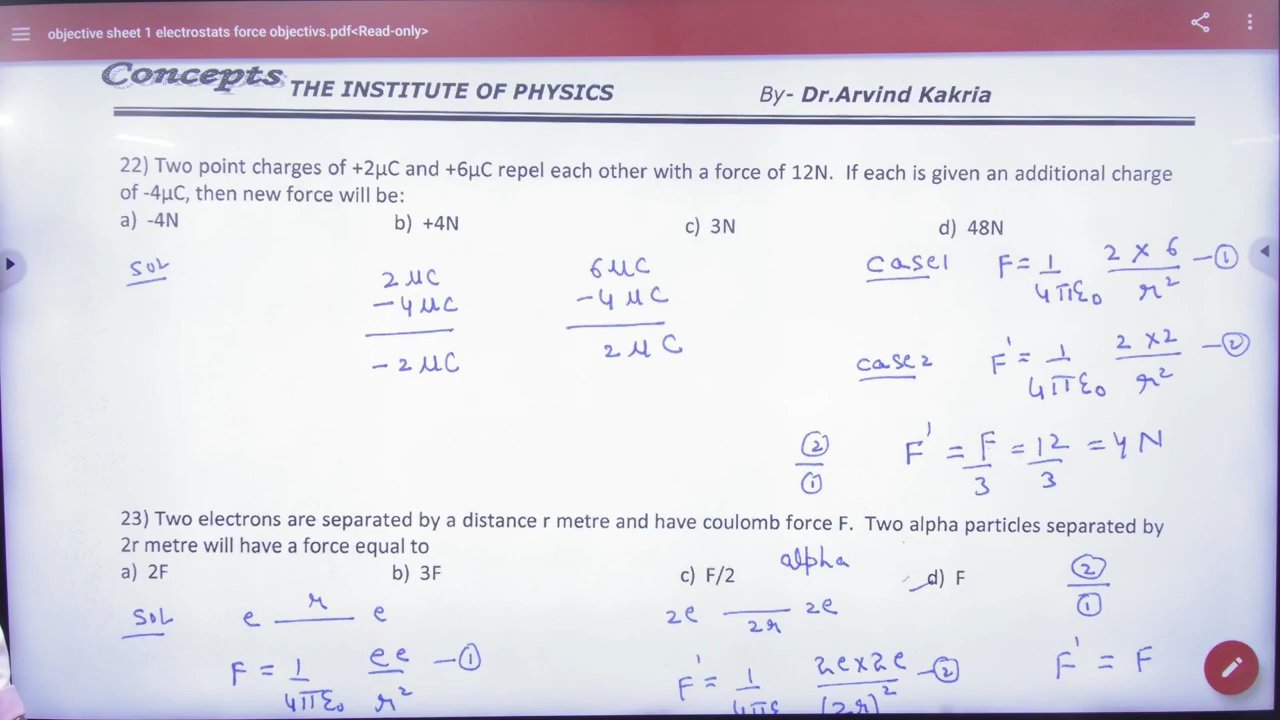 objective sheet 1 electrostats force objectivs.pdf<Read-only>
Concepts THE INSTITUTE OF PHYSICS By- Dr.Arvind Kakria
22) Two point charges of +2µC and +6µC repel each other with a force of 12N. If each is given an additional charge
of -4µC, then new force will be:
a) -4N b) +4N c) 3N d) 48N
SOL 2 µC 6 µC case1 F = 1/4πε₀ 2 × 6/r² —①
-4 µC -4 µC
-2 µC 2 µC case2 F' = 1/4πε₀ 2 ×2/r² —②
②/① F' = F/3 = 12/3 = 4 N
23) Two electrons are separated by a distance r metre and have coulomb force F. Two alpha particles separated by
2r metre will have a force equal to
a) 2F b) 3F c) F/2 alpha d) F ②/①
SOL e r e 2e 2r 2e
F = 1/4πε₀ ee/r² —① F' = 1/4πε 2e×2e/(2r)² —② F' = F